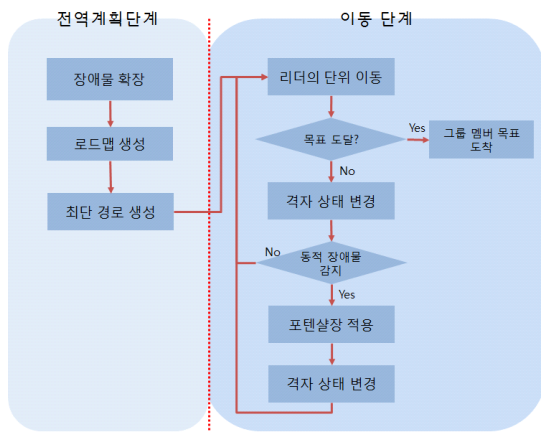 전역계획단계
이동 단계
장애물 확장
로드맵 생성
최단 경로 생성
리더의 단위 이동
목표 도달?
Yes
그룹 멤버 목표
도착
No
격자 상태 변경
No
동적 장애물
감지
Yes
포텐샬장 적용
격자 상태 변경